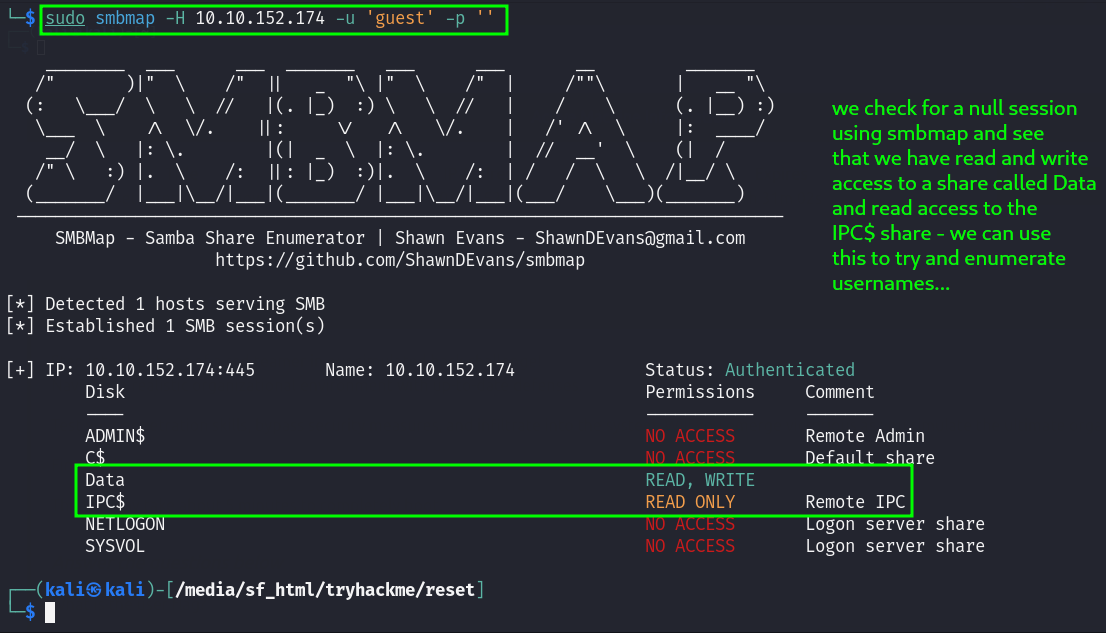 └─$ sudo smbmap -H 10.10.152.174 -u 'guest' -p ''
we check for a null session
using smbmap and see
that we have read and write
access to a share called Data
and read access to the
IPC$ share - we can use
this to try and enumerate
usernames...
SMBMap - Samba Share Enumerator | Shawn Evans - ShawnDEvans@gmail.com
https://github.com/ShawnDEvans/smbmap
[*] Detected 1 hosts serving SMB
[*] Established 1 SMB session(s)
[+] IP: 10.10.152.174:445 Name: 10.10.152.174 Status: Authenticated
Disk Permissions Comment
---- ----------- -------
ADMIN$ NO ACCESS Remote Admin
C$ NO ACCESS Default share
Data READ, WRITE
IPC$ READ ONLY Remote IPC
NETLOGON NO ACCESS Logon server share
SYSVOL NO ACCESS Logon server share
┌──(kali㉿kali)-[/media/sf_html/tryhackme/reset]
└─$